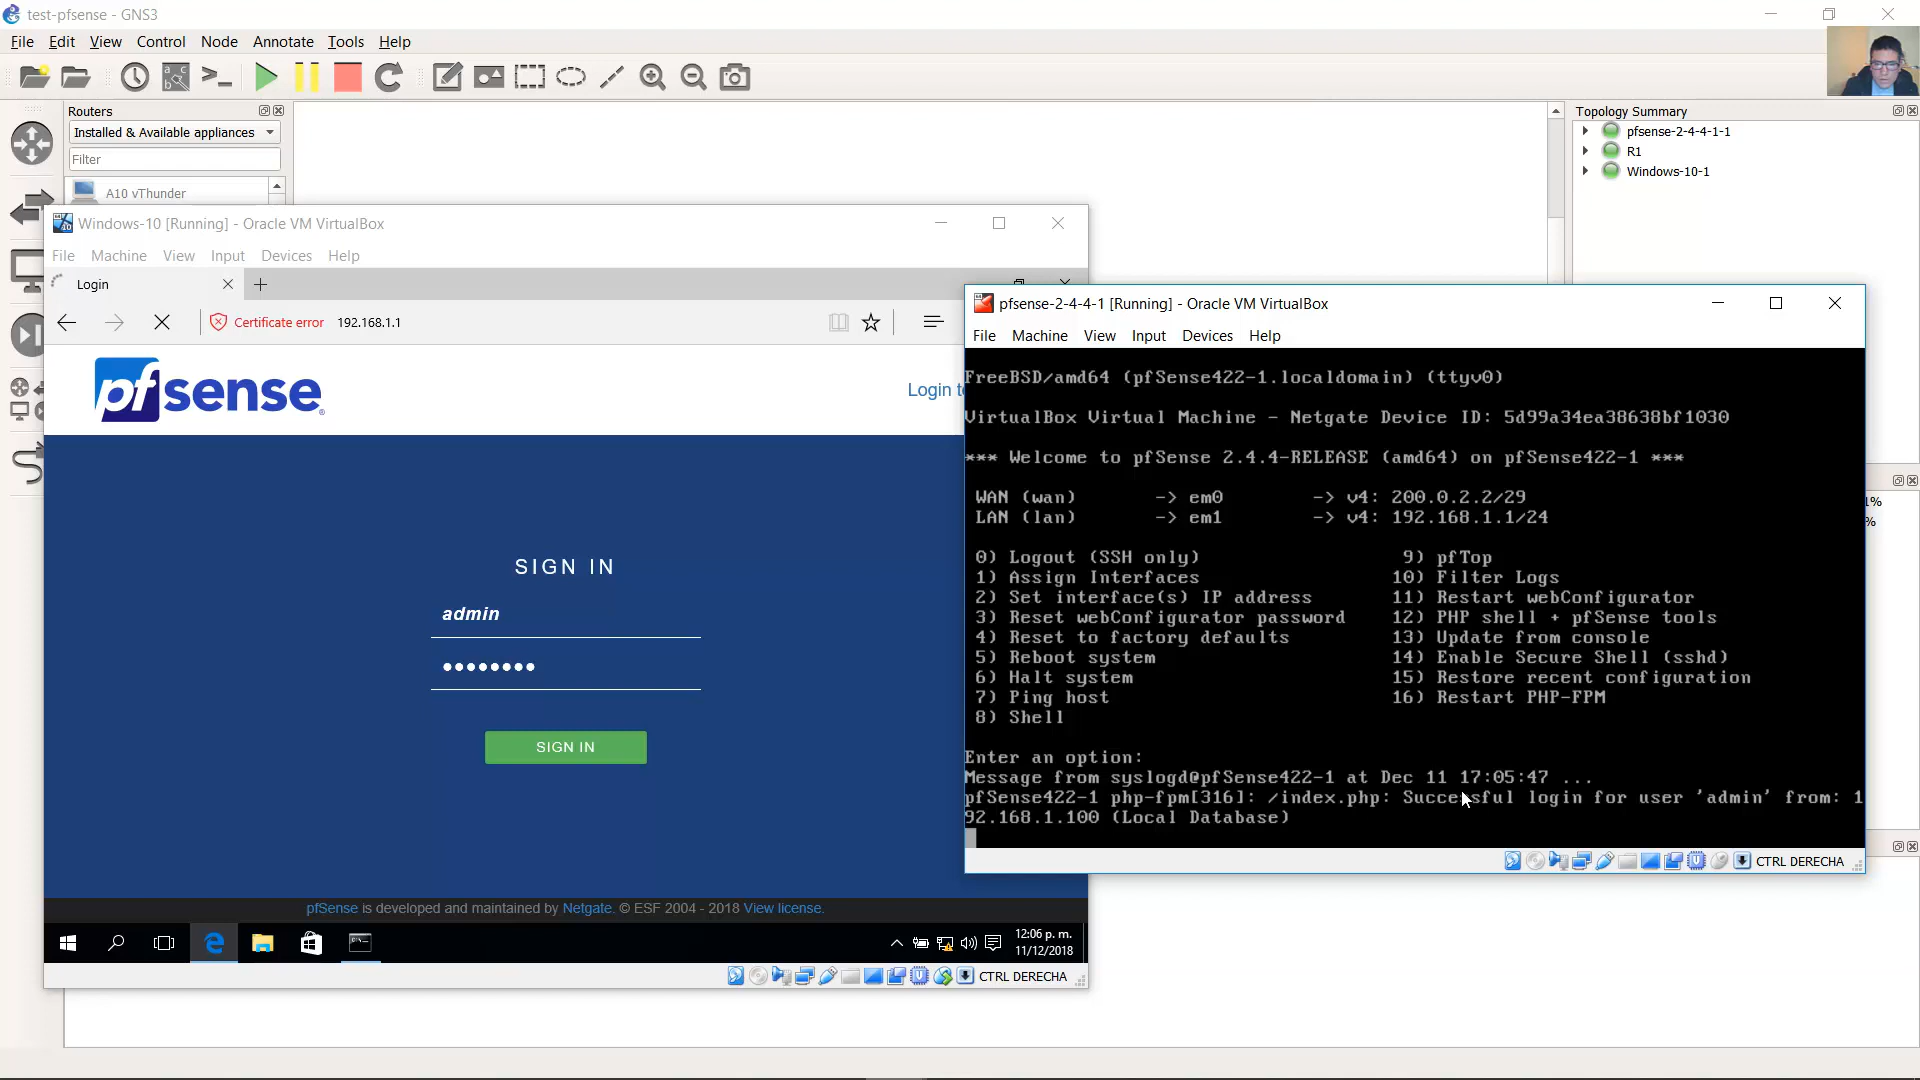 test-pfsense - GNS3
File Edit View Control Node Annotate Tools Help
Routers
Installed & Available appliances
Filter
A10 vThunder
Topology Summary
pfsense-2-4-4-1-1
R1
Windows-10-1
1%
%
Windows-10 [Running] - Oracle VM VirtualBox
File Machine View Input Devices Help
Login
Certificate error 192.168.1.1
pfsense
Login t
SIGN IN
admin
••••••••
SIGN IN
pfSense is developed and maintained by Netgate. © ESF 2004 - 2018 View license.
12:06 p. m.
11/12/2018
CTRL DERECHA
pfsense-2-4-4-1 [Running] - Oracle VM VirtualBox
File Machine View Input Devices Help
FreeBSD/amd64 (pfSense422-1.localdomain) (ttyv0)
VirtualBox Virtual Machine - Netgate Device ID: 5d99a34ea38638bf1030
*** Welcome to pfSense 2.4.4-RELEASE (amd64) on pfSense422-1 ***
WAN (wan) -> em0 -> v4: 200.0.2.2/29
LAN (lan) -> em1 -> v4: 192.168.1.1/24
0) Logout (SSH only) 9) pfTop
1) Assign Interfaces 10) Filter Logs
2) Set interface(s) IP address 11) Restart webConfigurator
3) Reset webConfigurator password 12) PHP shell + pfSense tools
4) Reset to factory defaults 13) Update from console
5) Reboot system 14) Enable Secure Shell (sshd)
6) Halt system 15) Restore recent configuration
7) Ping host 16) Restart PHP-FPM
8) Shell
Enter an option:
Message from syslogd@pfSense422-1 at Dec 11 17:05:47 ...
pfSense422-1 php-fpm[316]: /index.php: Successful login for user 'admin' from: 1
92.168.1.100 (Local Database)
CTRL DERECHA